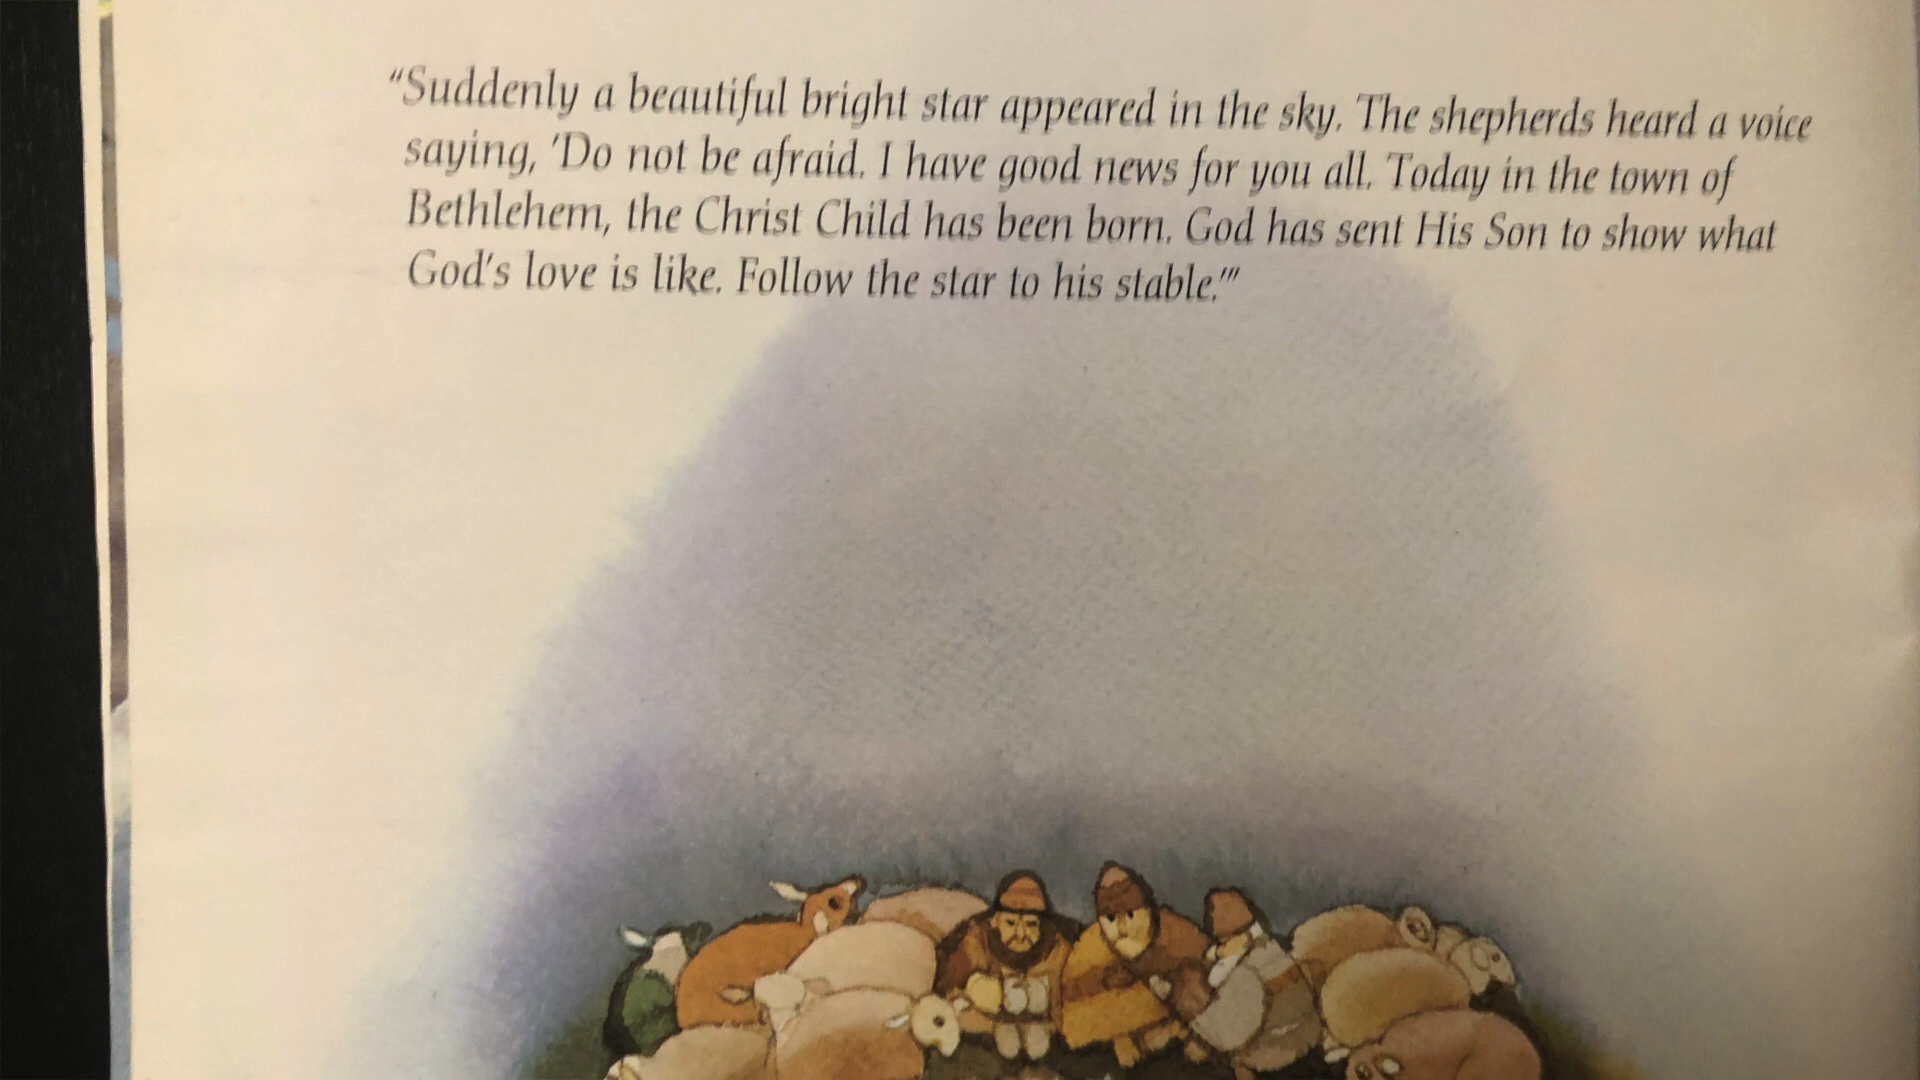 “Suddenly a beautiful bright star appeared in the sky. The shepherds heard a voice
saying, ‘Do not be afraid. I have good news for you all. Today in the town of
Bethlehem, the Christ Child has been born. God has sent His Son to show what
God’s love is like. Follow the star to his stable.’”